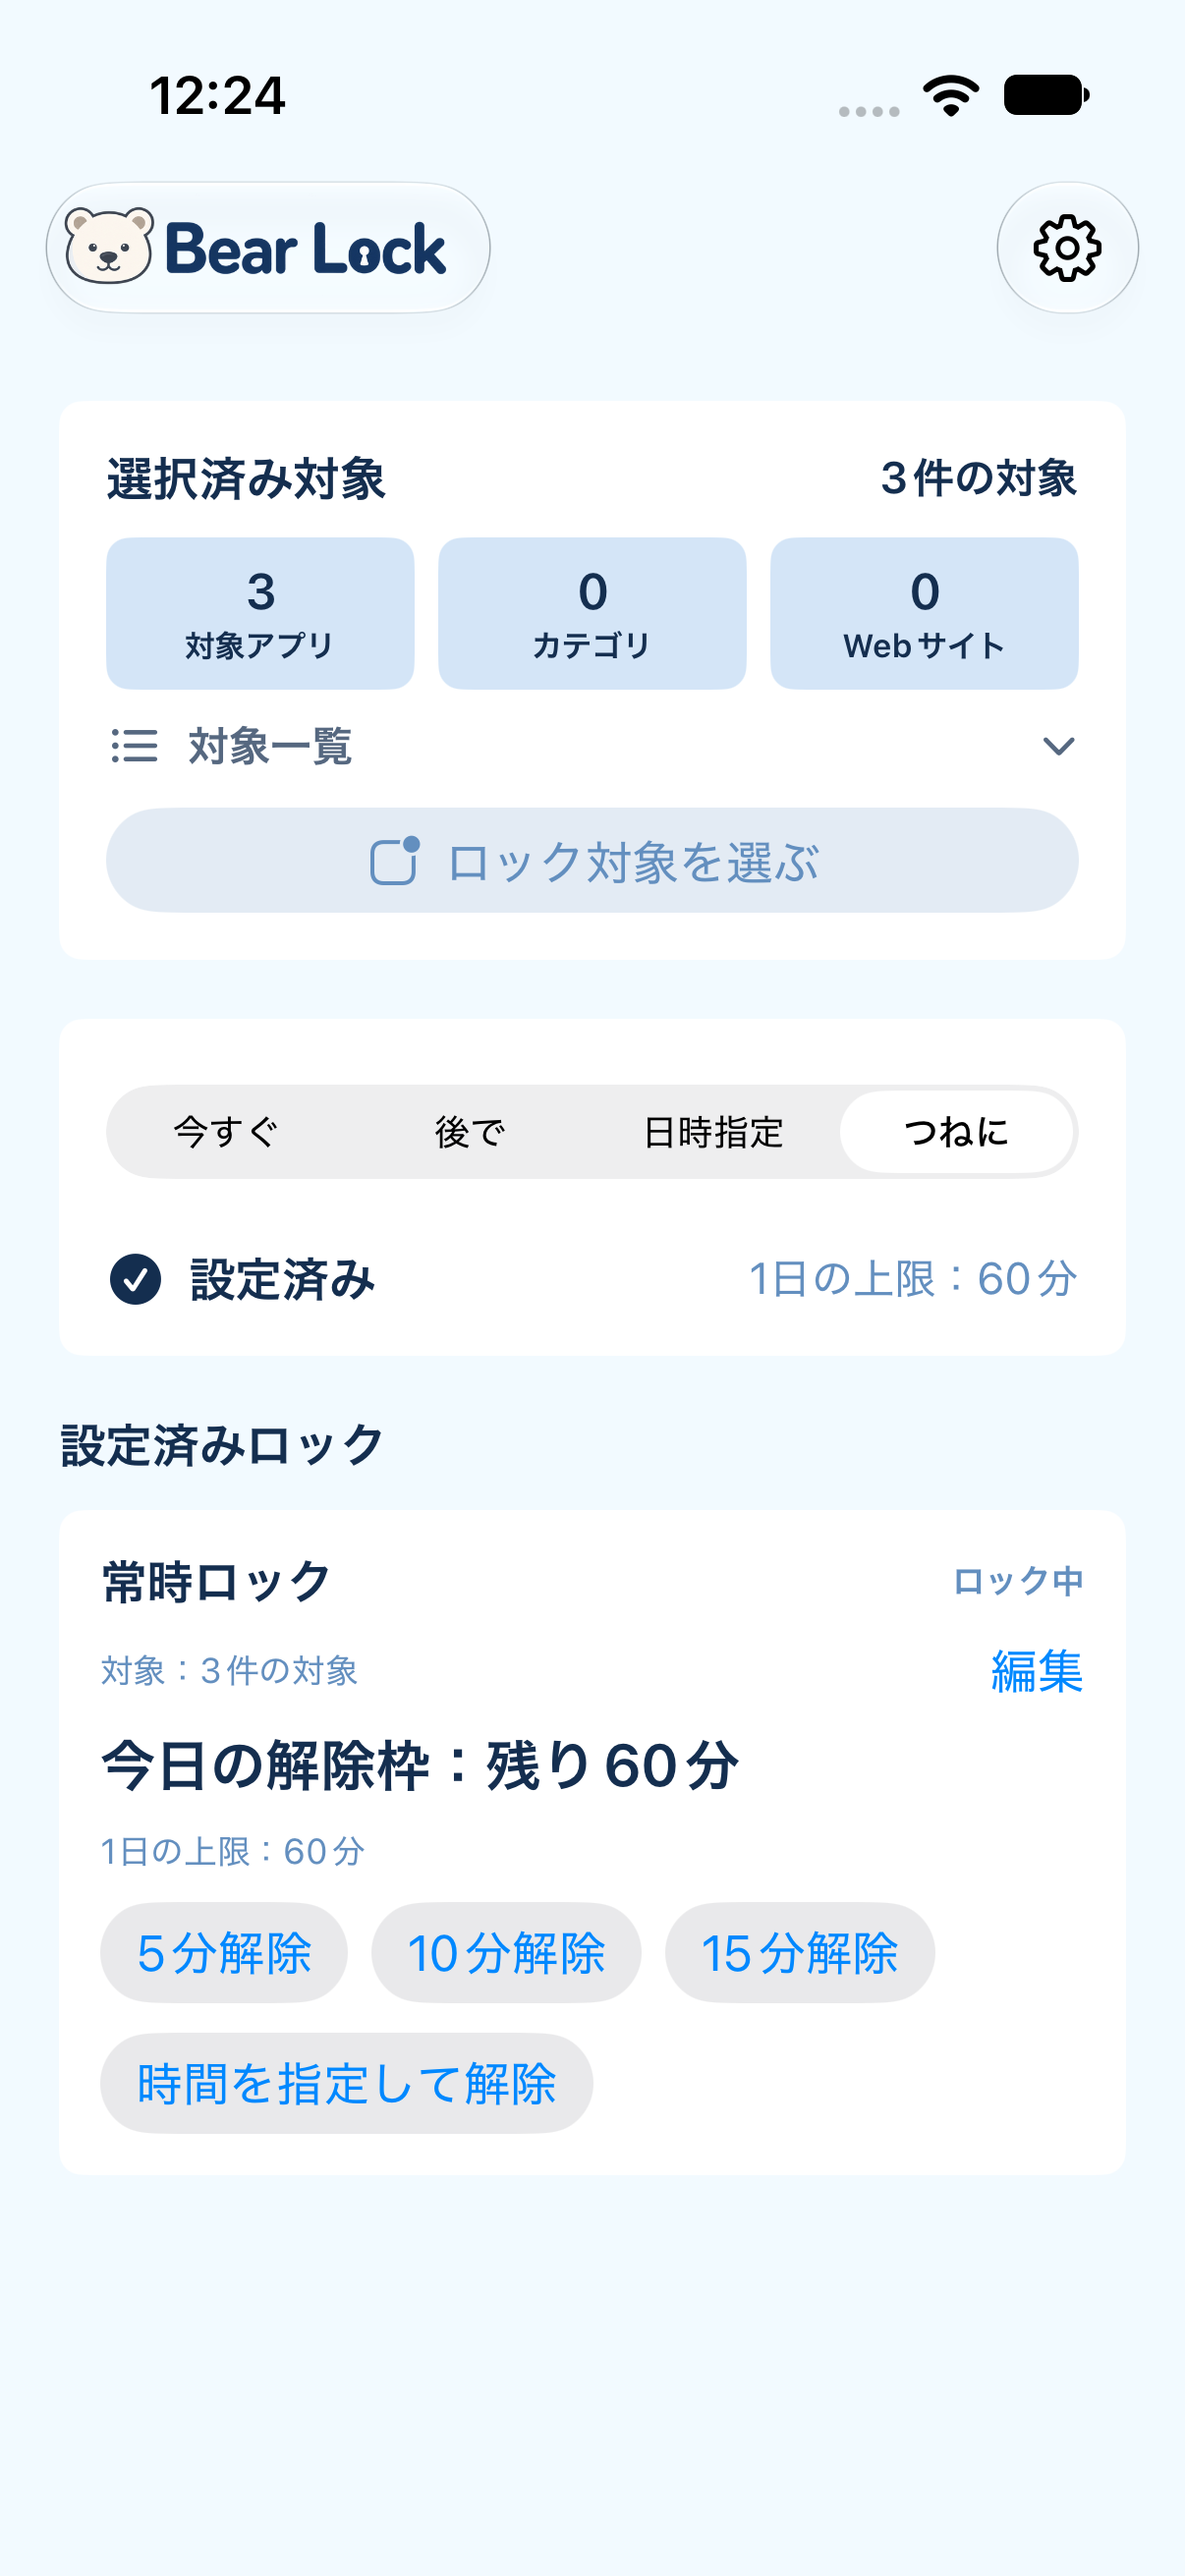 12:24
Bear Lock
選択済み対象
3件の対象
3
対象アプリ
0
カテゴリ
0
Webサイト
対象一覧
ロック対象を選ぶ
今すぐ
後で
日時指定
つねに
設定済み
1日の上限：60分
設定済みロック
常時ロック
ロック中
対象：3件の対象
編集
今日の解除枠：残り60分
1日の上限：60分
5分解除
10分解除
15分解除
時間を指定して解除